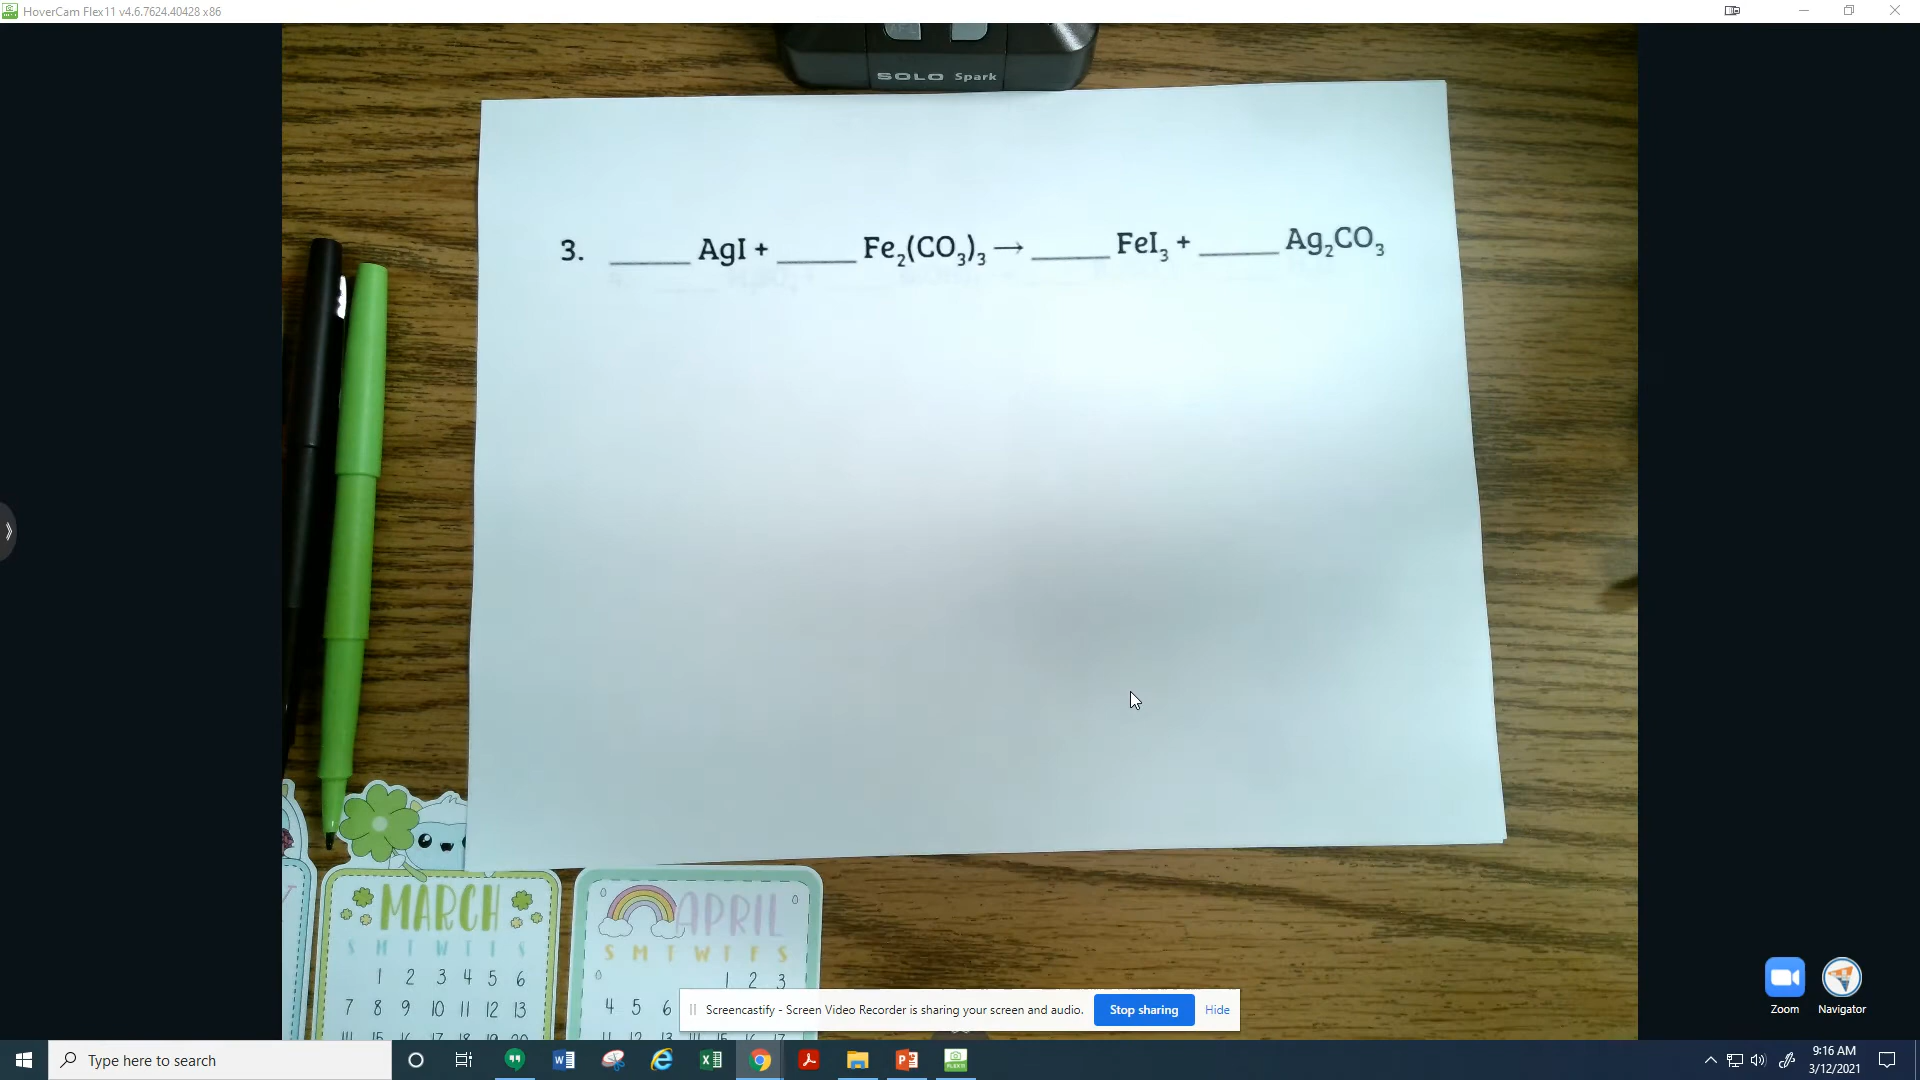 HoverCam Flex11 v4.6.7624.40428 x86
SOLO Spark
3. _____ AgI + _____ Fe₂(CO₃)₃ → _____ FeI₃ + _____ Ag₂CO₃
MARCH
S M T W T F S
1 2 3 4 5 6
7 8 9 10 11 12 13
APRIL
S M T W T F S
1 2 3
4 5 6
Screencastify - Screen Video Recorder is sharing your screen and audio.
Stop sharing
Hide
Zoom
Navigator
Type here to search
9:16 AM
3/12/2021